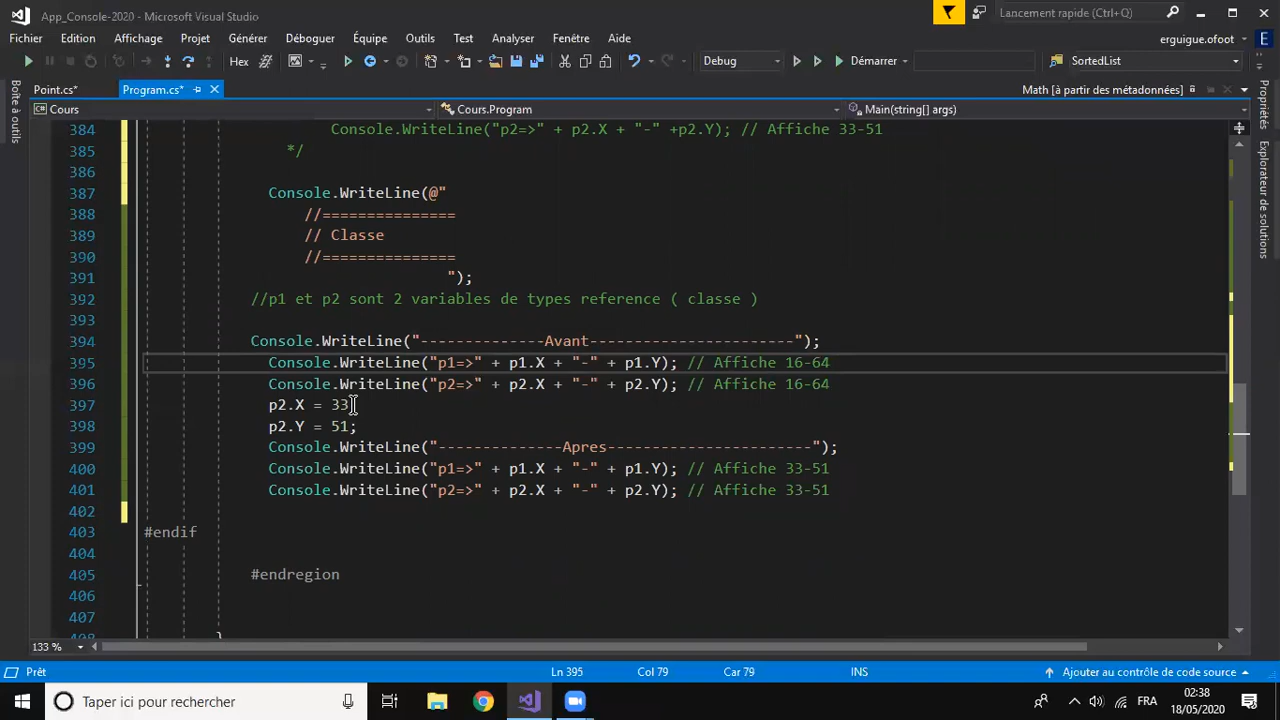 App_Console-2020 - Microsoft Visual Studio
Lancement rapide (Ctrl+Q)
Fichier Edition Affichage Projet Générer Déboguer Équipe Outils Test Analyser Fenêtre Aide
erguigue.ofoot E
Hex Debug Démarrer SortedList
Point.cs* Program.cs* Math [à partir des métadonnées]
Cours Cours.Program Main(string[] args)
Boîte à outils
Propriétés
Explorateur de solutions
384 Console.WriteLine("p2=>" + p2.X + "-" +p2.Y); // Affiche 33-51
385 */
386
387 Console.WriteLine(@"
388 //===============
389 // Classe
390 //===============
391 ");
392 //p1 et p2 sont 2 variables de types reference ( classe )
393
394 Console.WriteLine("--------------Avant-----------------------");
395 Console.WriteLine("p1=>" + p1.X + "-" + p1.Y); // Affiche 16-64
396 Console.WriteLine("p2=>" + p2.X + "-" + p2.Y); // Affiche 16-64
397 p2.X = 33
398 p2.Y = 51;
399 Console.WriteLine("--------------Apres-----------------------");
400 Console.WriteLine("p1=>" + p1.X + "-" + p1.Y); // Affiche 33-51
401 Console.WriteLine("p2=>" + p2.X + "-" + p2.Y); // Affiche 33-51
402
403 #endif
404
405 #endregion
406
407
408 }
133 %
Prêt Ln 395 Col 79 Car 79 INS Ajouter au contrôle de code source
Taper ici pour rechercher
FRA
02:38
18/05/2020